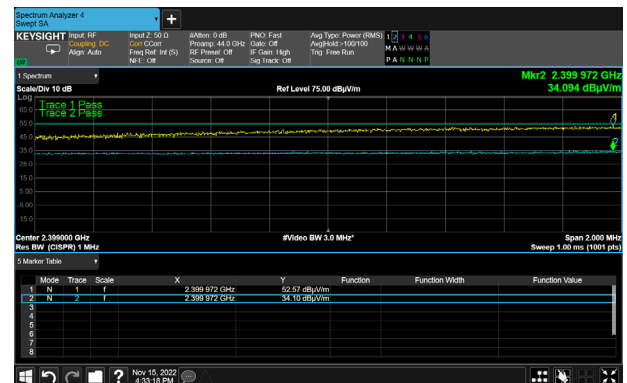 Spectrum Analyzer 4
Swept SA
+
KEYSIGHT Input: RF Input Z: 50 Ω #Atten: 0 dB PNO: Fast Avg Type: Power (RMS) 1 2 3 4 5 6
Coupling: DC Corr CCorr Preamp: 44.0 GHz Gate: Off Avg|Hold:>100/100 M A W W W A
Align: Auto Freq Ref: Int (S) RF Presel: Off IF Gain: High Trig: Free Run P A N N N P
NFE: Off Source: Off Sig Track: Off
LXI
1 Spectrum Mkr2 2.399 972 GHz
Scale/Div 10 dB Ref Level 75.00 dBµV/m 34.094 dBµV/m
Log
Trace 1 Pass
65.0
Trace 2 Pass
55.0
45.0
35.0
25.0
15.0
5.00
-5.00
-15.0
Center 2.399000 GHz #Video BW 3.0 MHz* Span 2.000 MHz
Res BW (CISPR) 1 MHz Sweep 1.00 ms (1001 pts)
5 Marker Table
Mode Trace Scale X Y Function Function Width Function Value
1 N 1 f 2.399 972 GHz 52.57 dBµV/m
2 N 2 f 2.399 972 GHz 34.10 dBµV/m
3
4
5
6
7
8
? Nov 15, 2022
4:33:18 PM